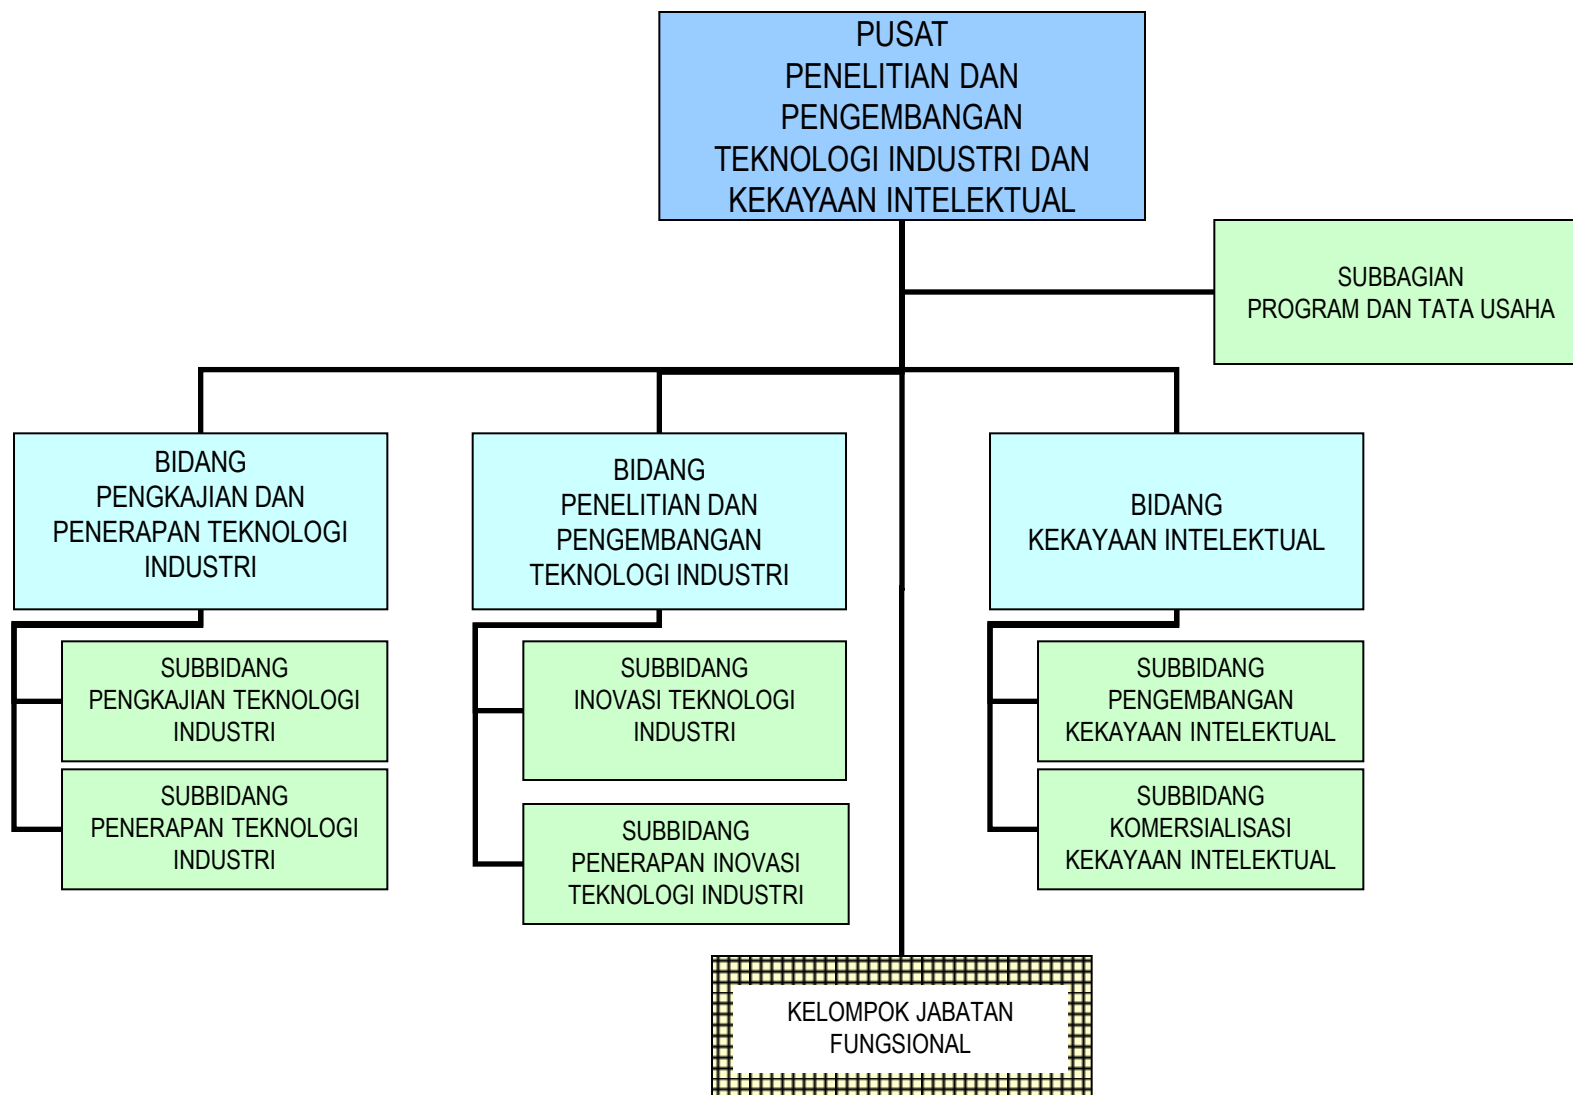 PUSAT
PENELITIAN DAN
PENGEMBANGAN
TEKNOLOGI INDUSTRI DAN
KEKAYAAN INTELEKTUAL
SUBBAGIAN
PROGRAM DAN TATA USAHA
BIDANG
PENGKAJIAN DAN
PENERAPAN TEKNOLOGI
INDUSTRI
BIDANG
PENELITIAN DAN
PENGEMBANGAN
TEKNOLOGI INDUSTRI
BIDANG
KEKAYAAN INTELEKTUAL
SUBBIDANG
PENGKAJIAN TEKNOLOGI
INDUSTRI
SUBBIDANG
PENERAPAN TEKNOLOGI
INDUSTRI
SUBBIDANG
INOVASI TEKNOLOGI
INDUSTRI
SUBBIDANG
PENERAPAN INOVASI
TEKNOLOGI INDUSTRI
SUBBIDANG
PENGEMBANGAN
KEKAYAAN INTELEKTUAL
SUBBIDANG
KOMERSIALISASI
KEKAYAAN INTELEKTUAL
KELOMPOK JABATAN
FUNGSIONAL